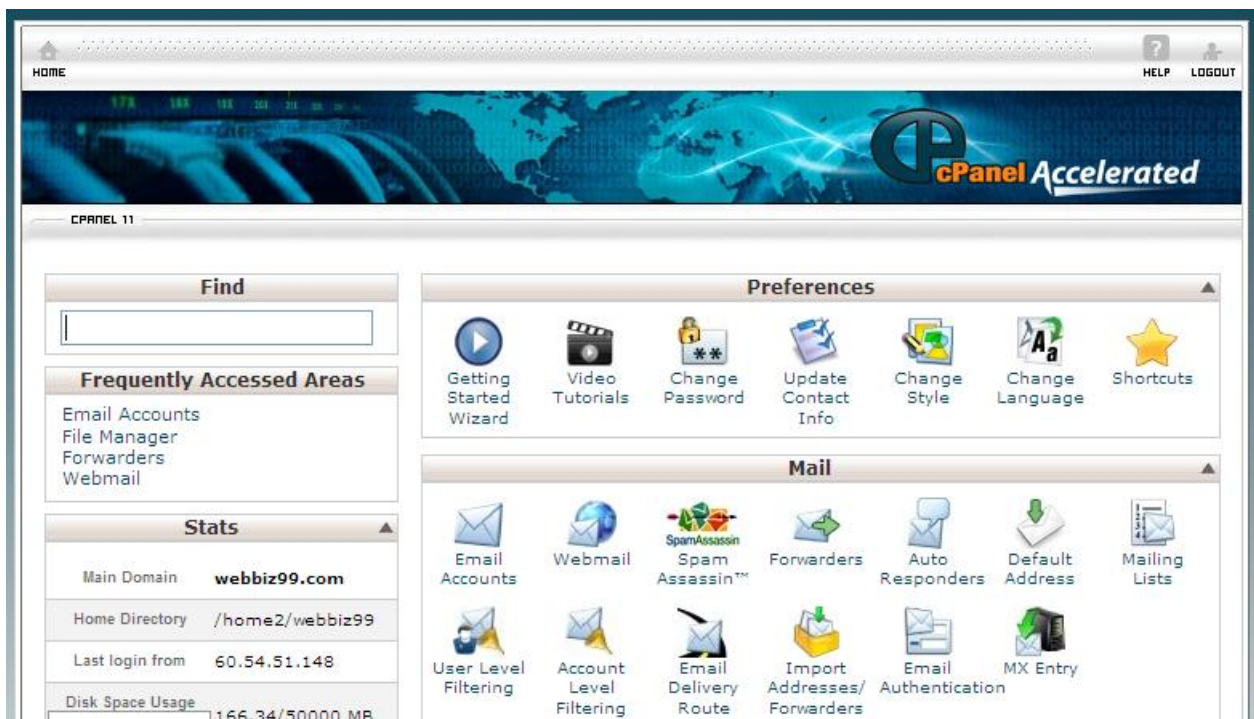 HOME
HELP LOGOUT
cPanel Accelerated
CPANEL 11
Find
Frequently Accessed Areas
Email Accounts
File Manager
Forwarders
Webmail
Stats
Main Domain webbiz99.com
Home Directory /home2/webbiz99
Last login from 60.54.51.148
Disk Space Usage
166.34/50000 MB
Preferences
Getting Started Wizard
Video Tutorials
Change Password
Update Contact Info
Change Style
Change Language
Shortcuts
Mail
Email Accounts
Webmail
SpamAssassin
Spam Assassin™
Forwarders
Auto Responders
Default Address
Mailing Lists
User Level Filtering
Account Level Filtering
Email Delivery Route
Import Addresses/ Forwarders
Email Authentication
MX Entry